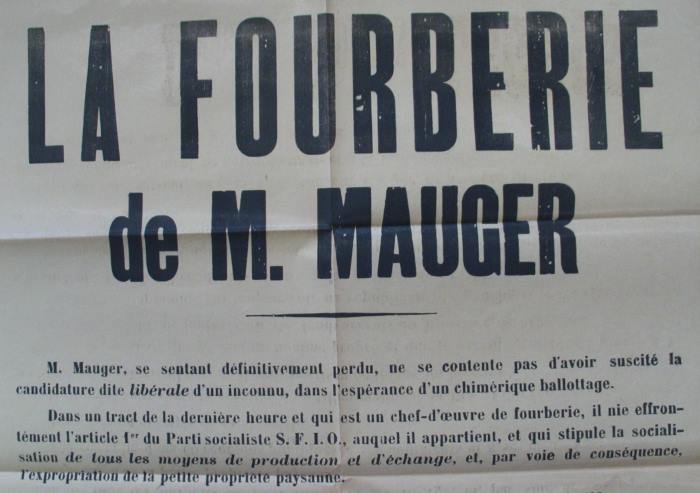 LA FOURBERIE
de M. MAUGER
M. Mauger, se sentant définitivement perdu, ne se contente pas d'avoir suscité la
candidature dite libérale d'un inconnu, dans l'espérance d'un chimérique ballottage.
Dans un tract de la dernière heure et qui est un chef-d'œuvre de fourberie, il nie effron-
tément l'article 1er du Parti socialiste S. F. I. O., auquel il appartient, et qui stipule la sociali-
sation de tous les moyens de production et d'échange, et, par voie de conséquence,
l'expropriation de la petite propriété paysanne.